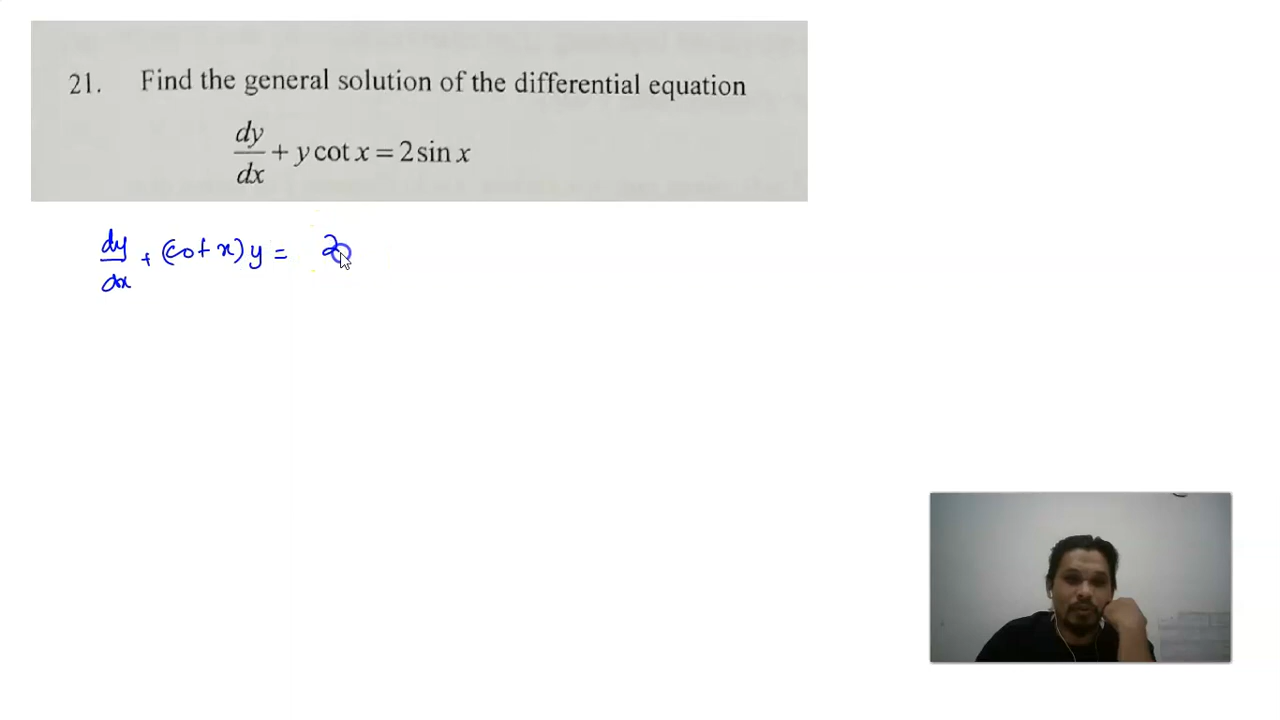 21. Find the general solution of the differential equation
dy/dx + y cot x = 2 sin x
dy/dx + (cot x) y = 2